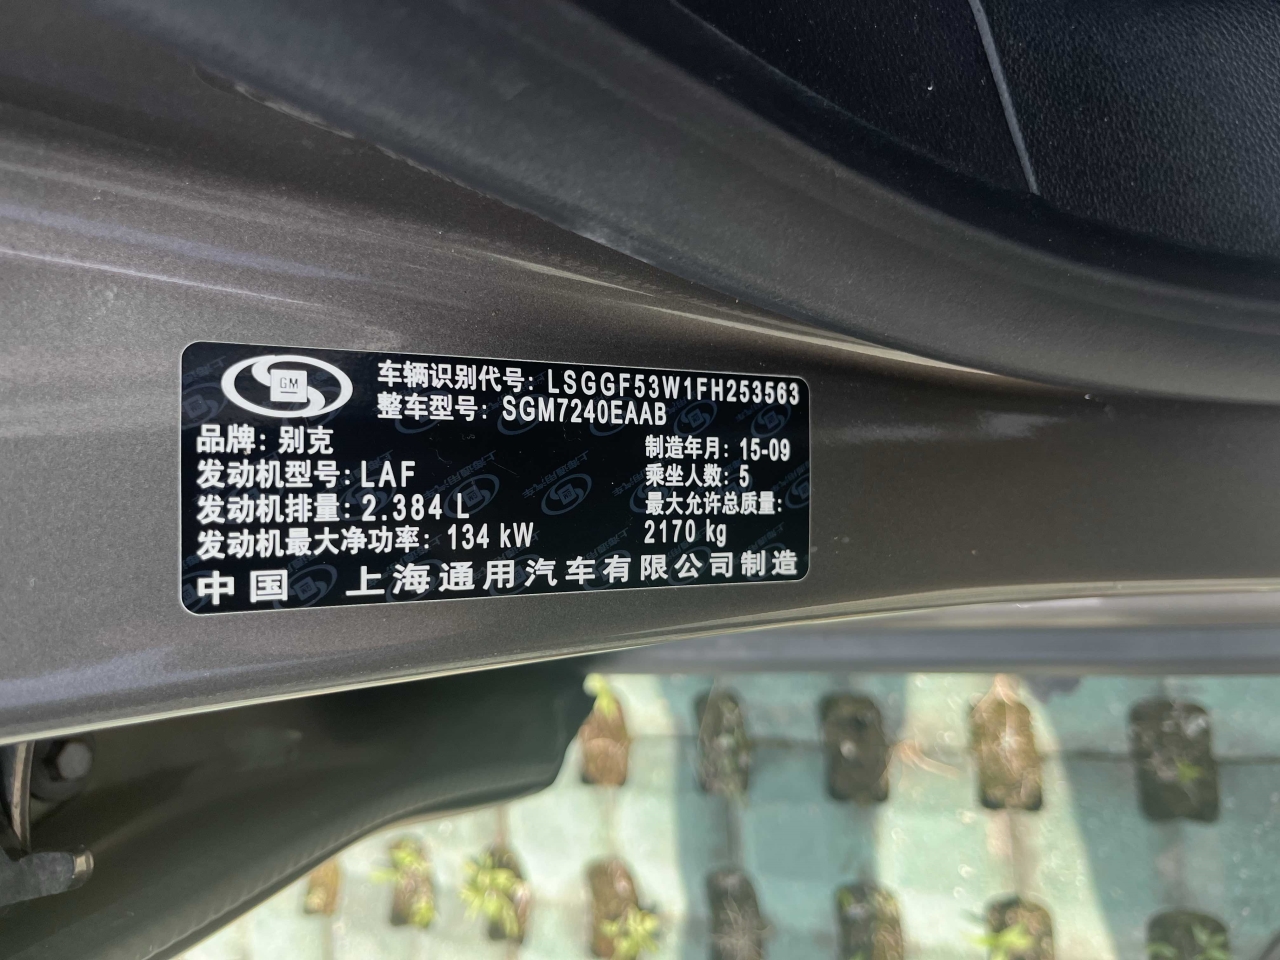 GM
车辆识别代号: LSGGF53W1FH253563
整车型号: SGM7240EAAB
品牌: 别克
制造年月: 15-09
发动机型号: LAF
乘坐人数: 5
发动机排量: 2.384 L
最大允许总质量:
2170 kg
发动机最大净功率: 134 kW
中国 上海通用汽车有限公司制造